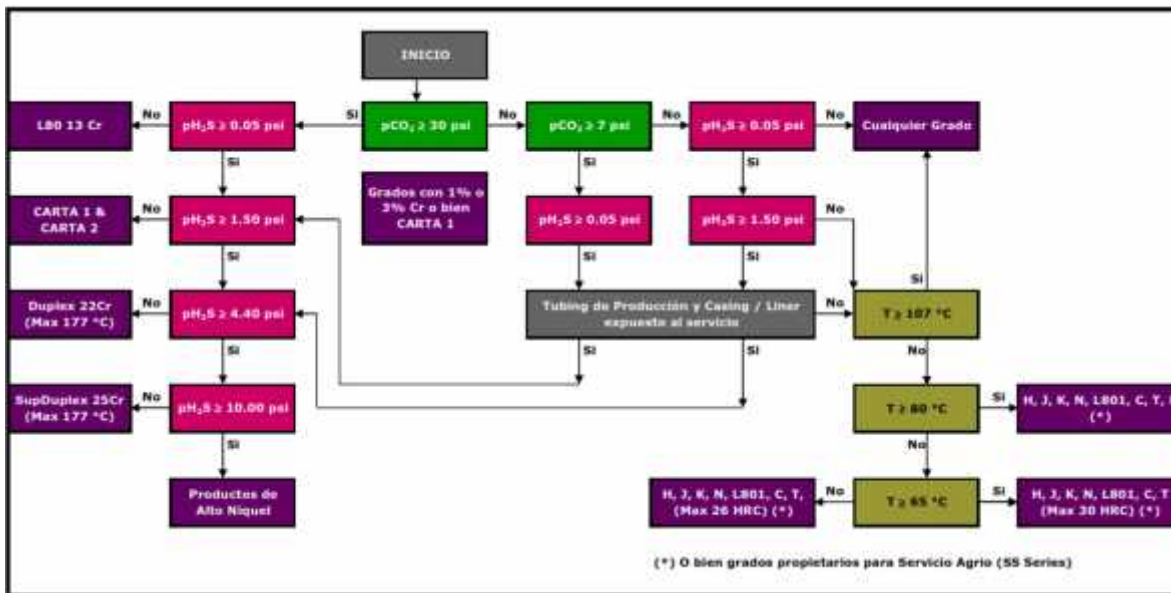 INICIO
L80 13 Cr
No
pH₂S ≥ 0.05 psi
Si
pCO₂ ≥ 30 psi
No
pCO₂ ≥ 7 psi
No
pH₂S ≥ 0.05 psi
No
Cualquier Grado
Si
Si
Si
CARTA 1 &
CARTA 2
No
pH₂S ≥ 1.50 psi
Grados con 1% o
3% Cr o bien
CARTA 1
pH₂S ≥ 0.05 psi
pH₂S ≥ 1.50 psi
No
Si
Si
Si
Si
Duplex 22Cr
(Max 177 °C)
No
pH₂S ≥ 4.40 psi
Tubing de Producción y Casing / Liner
expuesto al servicio
No
T ≥ 107 °C
Si
Si
Si
No
SupDuplex 25Cr
(Max 177 °C)
No
pH₂S ≥ 10.00 psi
T ≥ 80 °C
Si
H, J, K, N, L801, C, T,
(*)
Si
No
Productos de
Alto Niquel
H, J, K, N, L801, C, T,
(Max 26 HRC) (*)
No
T ≥ 65 °C
Si
H, J, K, N, L801, C, T
(Max 30 HRC) (*)
(*) O bien grados propietarios para Servicio Agrio (SS Series)